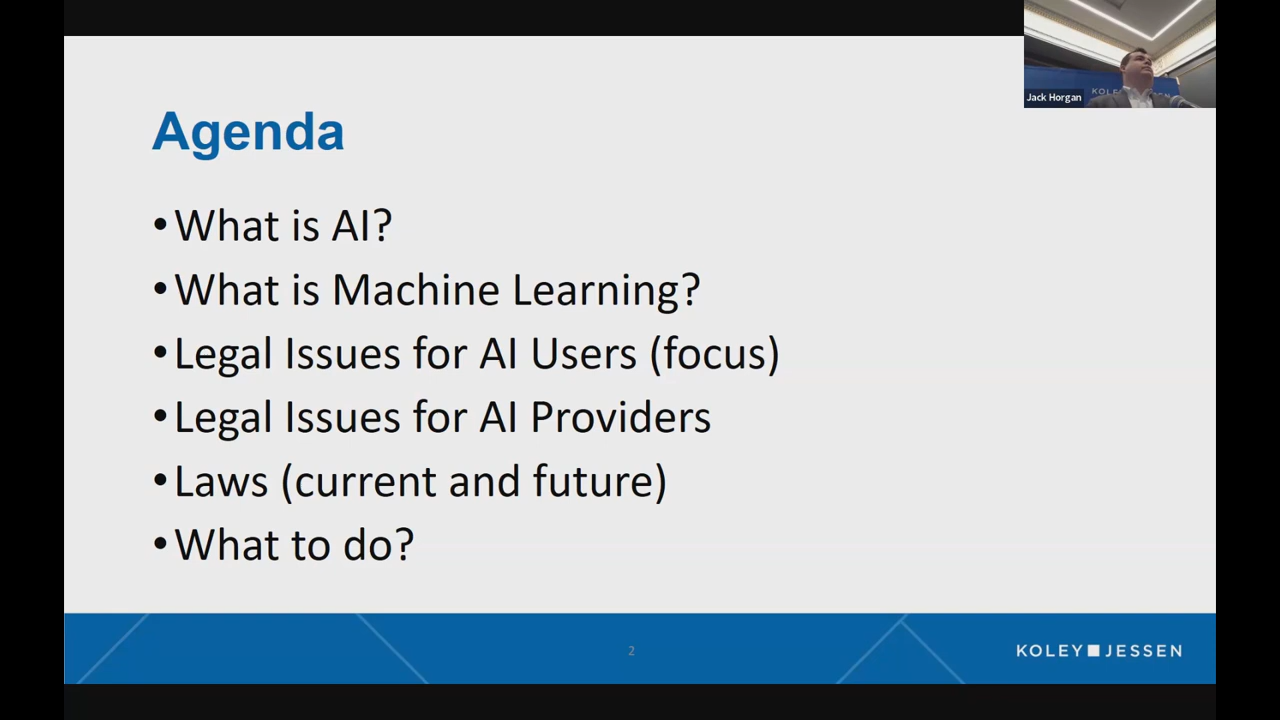 Agenda
•What is AI?
•What is Machine Learning?
•Legal Issues for AI Users (focus)
•Legal Issues for AI Providers
•Laws (current and future)
•What to do?
2
KOLEY JESSEN
Jack Horgan